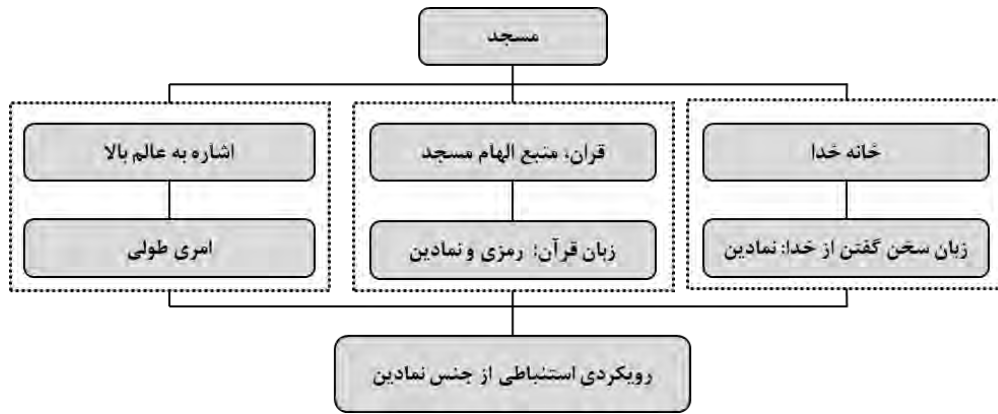 مسجد
خانه خدا
زبان سخن گفتن از خدا: نمادین
قران؛ منبع الهام مسجد
زبان قرآن؛ رمزی و نمادین
اشاره به عالم بالا
امری طولی
رویکردی استنباطی از جنس نمادین